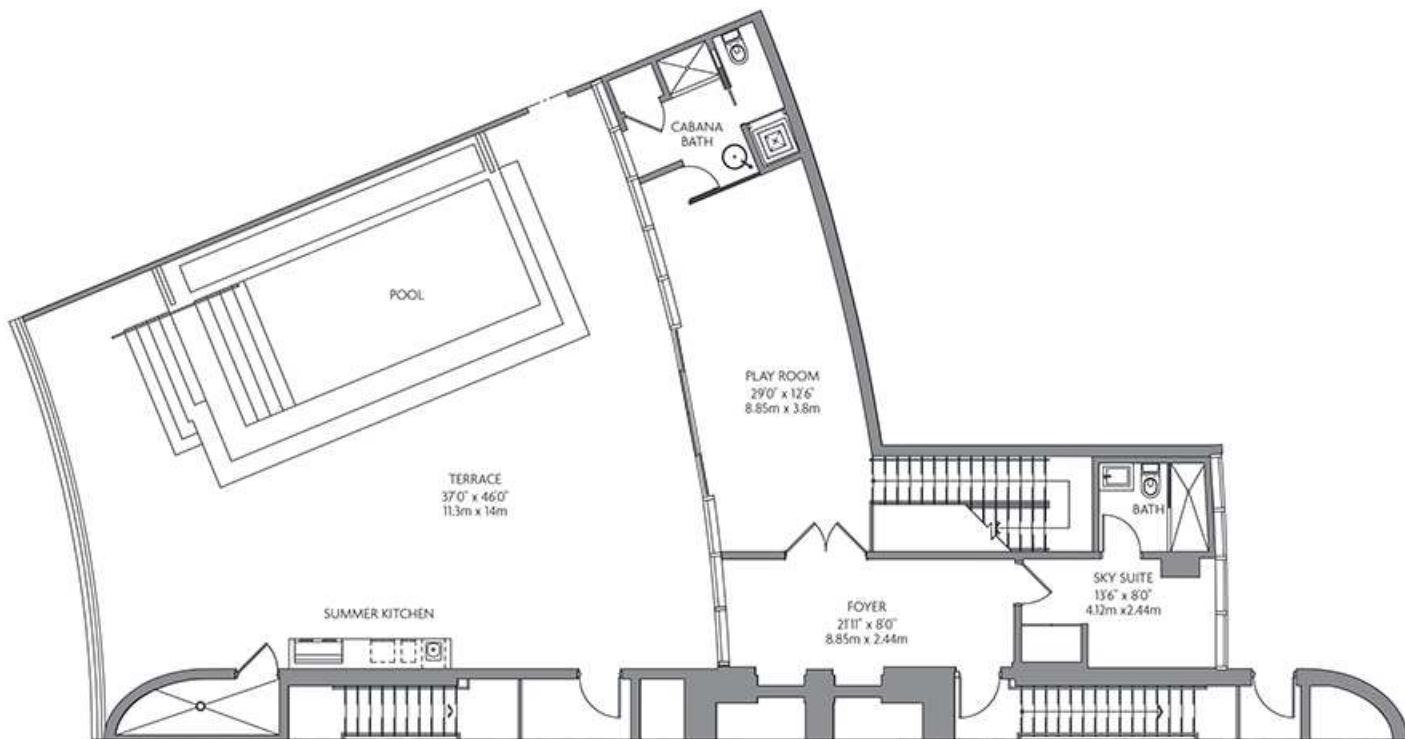 CABANA
BATH
POOL
PLAY ROOM
29'0" x 12'6"
8.85m x 3.8m
TERRACE
37'0" x 46'0"
11.3m x 14m
BATH
SKY SUITE
13'6" x 8'0"
4.12m x 2.44m
SUMMER KITCHEN
FOYER
21'11" x 8'0"
8.85m x 2.44m